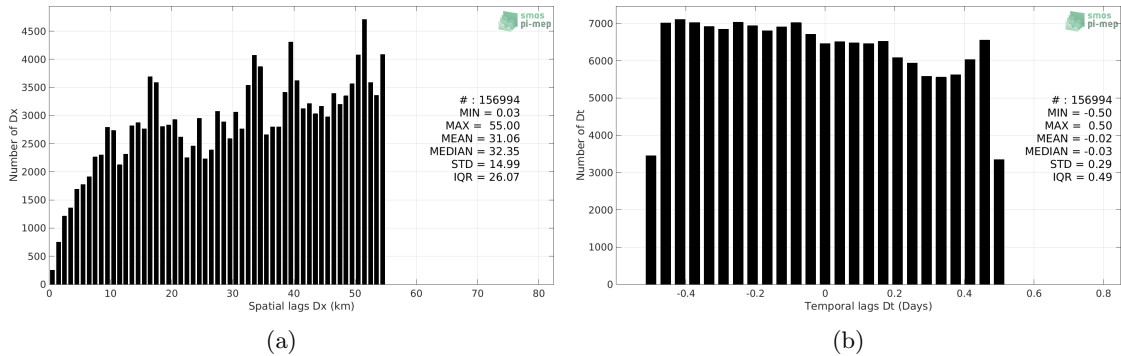 smos
pi-mep
4500
4000
3500
3000
2500
2000
1500
1000
500
0
Number of Dx
# : 156994
MIN = 0.03
MAX = 55.00
MEAN = 31.06
MEDIAN = 32.35
STD = 14.99
IQR = 26.07
0 10 20 30 40 50 60 70 80
Spatial lags Dx (km)
(a)
smos
pi-mep
7000
6000
5000
4000
3000
2000
1000
0
Number of Dt
# : 156994
MIN = -0.50
MAX = 0.50
MEAN = -0.02
MEDIAN = -0.03
STD = 0.29
IQR = 0.49
-0.4 -0.2 0 0.2 0.4 0.6 0.8
Temporal lags Dt (Days)
(b)